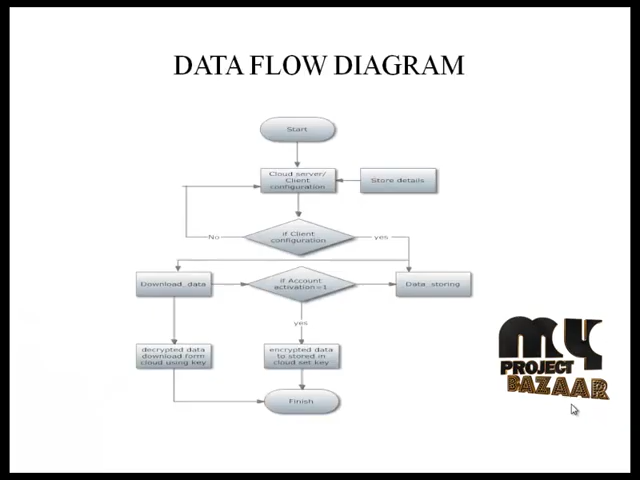 DATA FLOW DIAGRAM
Start
Cloud server/
Client
configuration
Store details
if Client
configuration
No
yes
Download_data
if Account
activation=1
Data_storing
yes
decrypted data
download form
cloud using key
encrypted data
to stored m
cloud set key
Finish
MY
PROJECT
BAZAAR